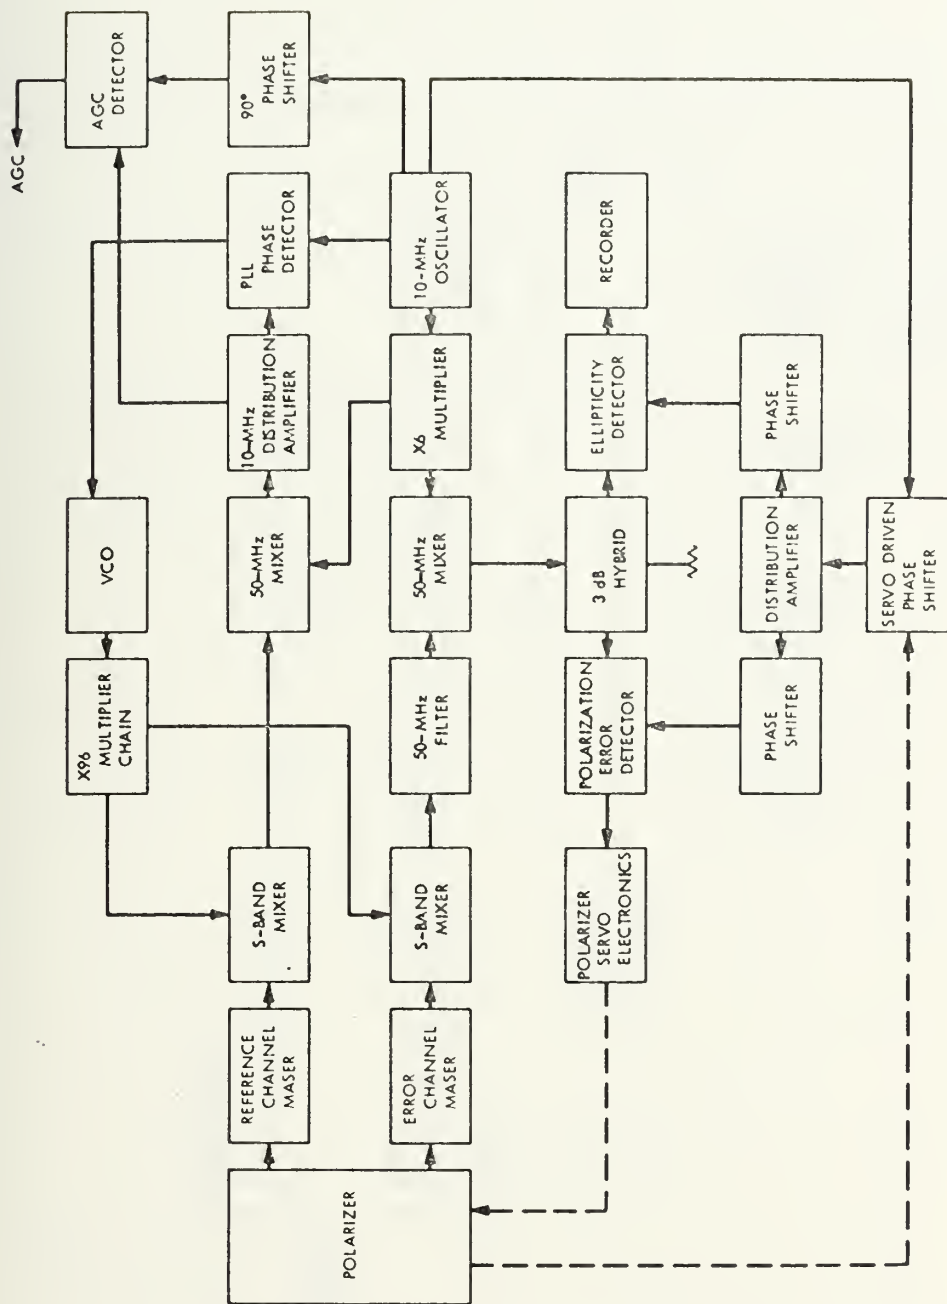 AGC
AGC
DETECTOR
90°
PHASE
SHIFTER
PLL
PHASE
DETECTOR
10-MHz
OSCILLATOR
VCO
10-MHz
DISTRIBUTION
AMPLIFIER
X6
MULTIPLIER
ELLIPTICITY
DETECTOR
RECORDER
X96
MULTIPLIER
CHAIN
50-MHz
MIXER
50-MHz
MIXER
3 dB
HYBRID
PHASE
SHIFTER
DISTRIBUTION
AMPLIFIER
SERVO DRIVEN
PHASE
SHIFTER
S-BAND
MIXER
50-MHz
FILTER
POLARIZATION
ERROR
DETECTOR
PHASE
SHIFTER
S-BAND
MIXER
POLARIZER
SERVO
ELECTRONICS
REFERENCE
CHANNEL
MASER
ERROR
CHANNEL
MASER
POLARIZER